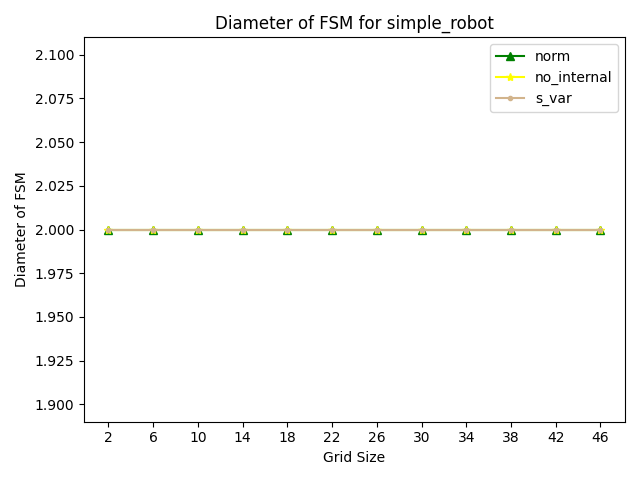 Diameter of FSM for simple_robot
norm
no_internal
s_var
Diameter of FSM
2.100
2.075
2.050
2.025
2.000
1.975
1.950
1.925
1.900
2 6 10 14 18 22 26 30 34 38 42 46
Grid Size